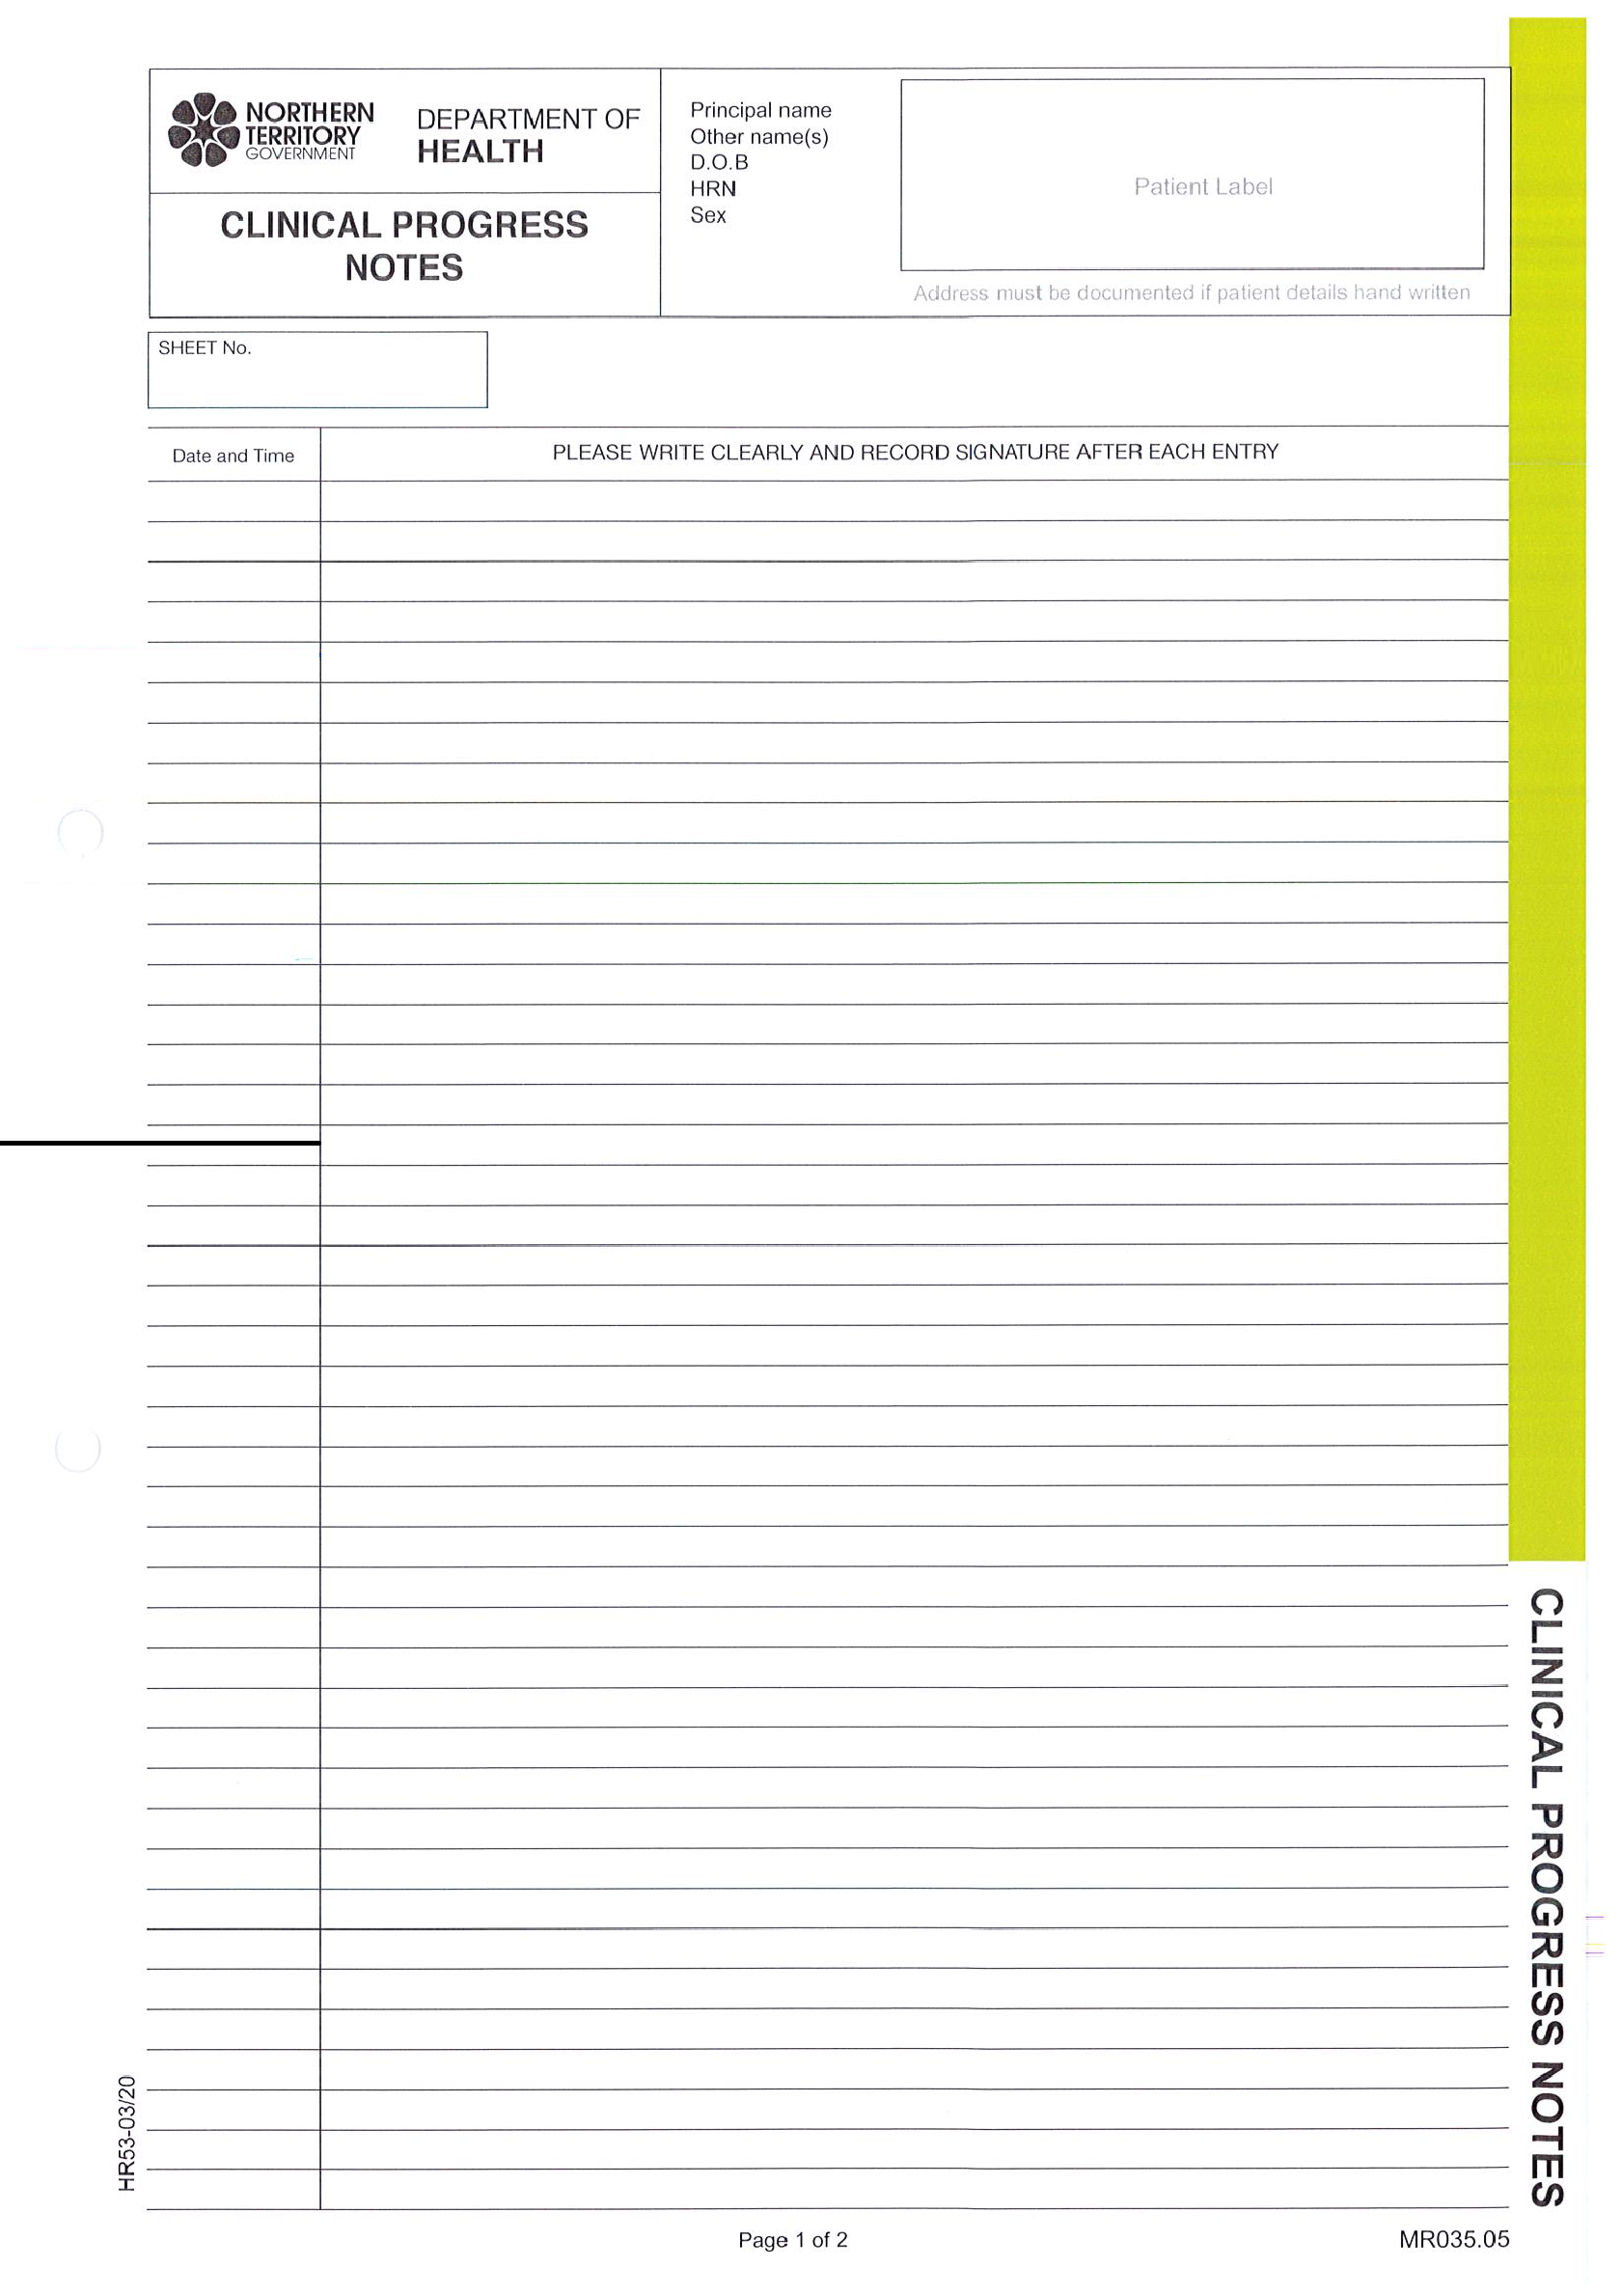 NORTHERN
TERRITORY
GOVERNMENT
DEPARTMENT OF
HEALTH
CLINICAL PROGRESS
NOTES
Principal name
Other name(s)
D.O.B
HRN
Sex
Patient Label
Address must be documented if patient details hand written
SHEET No.
Date and Time
PLEASE WRITE CLEARLY AND RECORD SIGNATURE AFTER EACH ENTRY
CLINICAL PROGRESS NOTES
HR53-03/20
Page 1 of 2
MR035.05